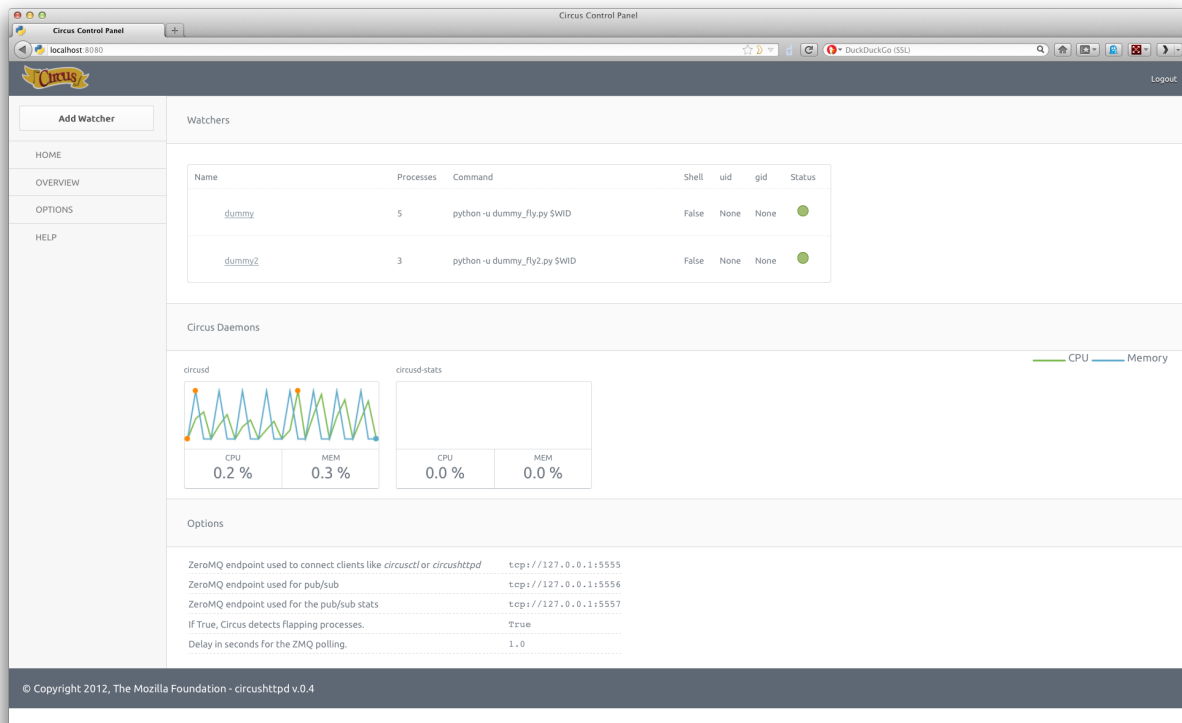 Circus Control Panel
Circus Control Panel
localhost:8080
DuckDuckGo (SSL)
Circus
Logout
Add Watcher
HOME
OVERVIEW
OPTIONS
HELP
Watchers
Name Processes Command Shell uid gid Status
dummy 5 python -u dummy_fly.py $WID False None None
dummy2 3 python -u dummy_fly2.py $WID False None None
Circus Daemons
CPU Memory
circusd circusd-stats
CPU MEM CPU MEM
0.2 % 0.3 % 0.0 % 0.0 %
Options
ZeroMQ endpoint used to connect clients like circusctl or circushttpd tcp://127.0.0.1:5555
ZeroMQ endpoint used for pub/sub tcp://127.0.0.1:5556
ZeroMQ endpoint used for the pub/sub stats tcp://127.0.0.1:5557
If True, Circus detects flapping processes. True
Delay in seconds for the ZMQ polling. 1.0
© Copyright 2012, The Mozilla Foundation - circushttpd v.0.4